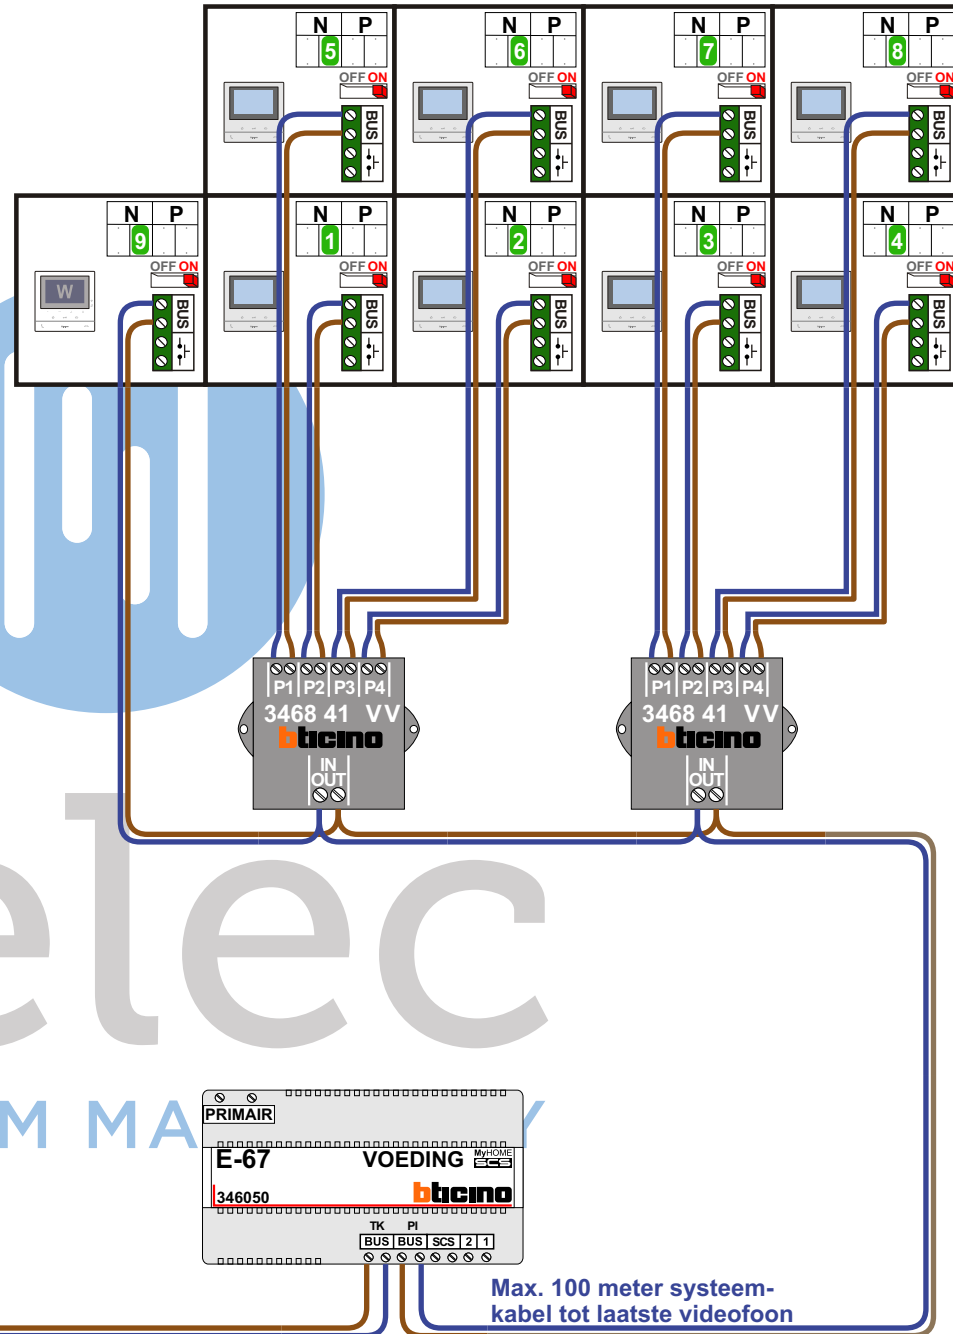 N P N P N P N P
5 6 7 8
OFF ON OFF ON OFF ON OFF ON
BUS BUS BUS BUS
N P N P N P N P N P
9 1 2 3 4
OFF ON OFF ON OFF ON OFF ON OFF ON
W
BUS BUS BUS BUS BUS
P1 P2 P3 P4 P1 P2 P3 P4
3468 41 VV 3468 41 VV
bticino bticino
IN IN
OUT OUT
elec
M MA Y
PRIMAIR
E-67 VOEDING MyHOME
SCS
346050 bticino
TK PI
BUS BUS SCS 2 1
Max. 100 meter systeem-
kabel tot laatste videofoon